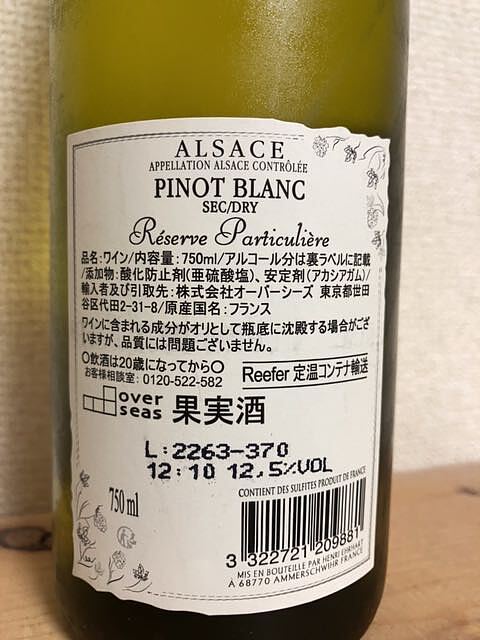 ALSACE
APPELLATION ALSACE CONTRÔLÉE
PINOT BLANC
SEC/DRY
Réserve Particulière
品名:ワイン/内容量:750ml/アルコール分は裏ラベルに記載
/添加物:酸化防止剤(亜硫酸塩)、安定剤(アカシアガム)/
輸入者及び引取先:株式会社オーバーシーズ 東京都世田
谷区代田2-31-8/原産国名:フランス
ワインに含まれる成分がオリとして瓶底に沈殿する場合がござ
いますが、品質には問題ございません。
〇飲酒は20歳になってから〇
お客様相談室: 0120-522-582
Reefer 定温コンテナ輸送
over
seas 果実酒
L:2263-370
12:10 12,5%VOL
CONTIENT DES SULFITES PRODUIT DE FRANCE
750 ml
3 322721 209881
MIS EN BOUTEILLE PAR HENRI EHRHART
À 68770 AMMERSCHWIHR FRANCE